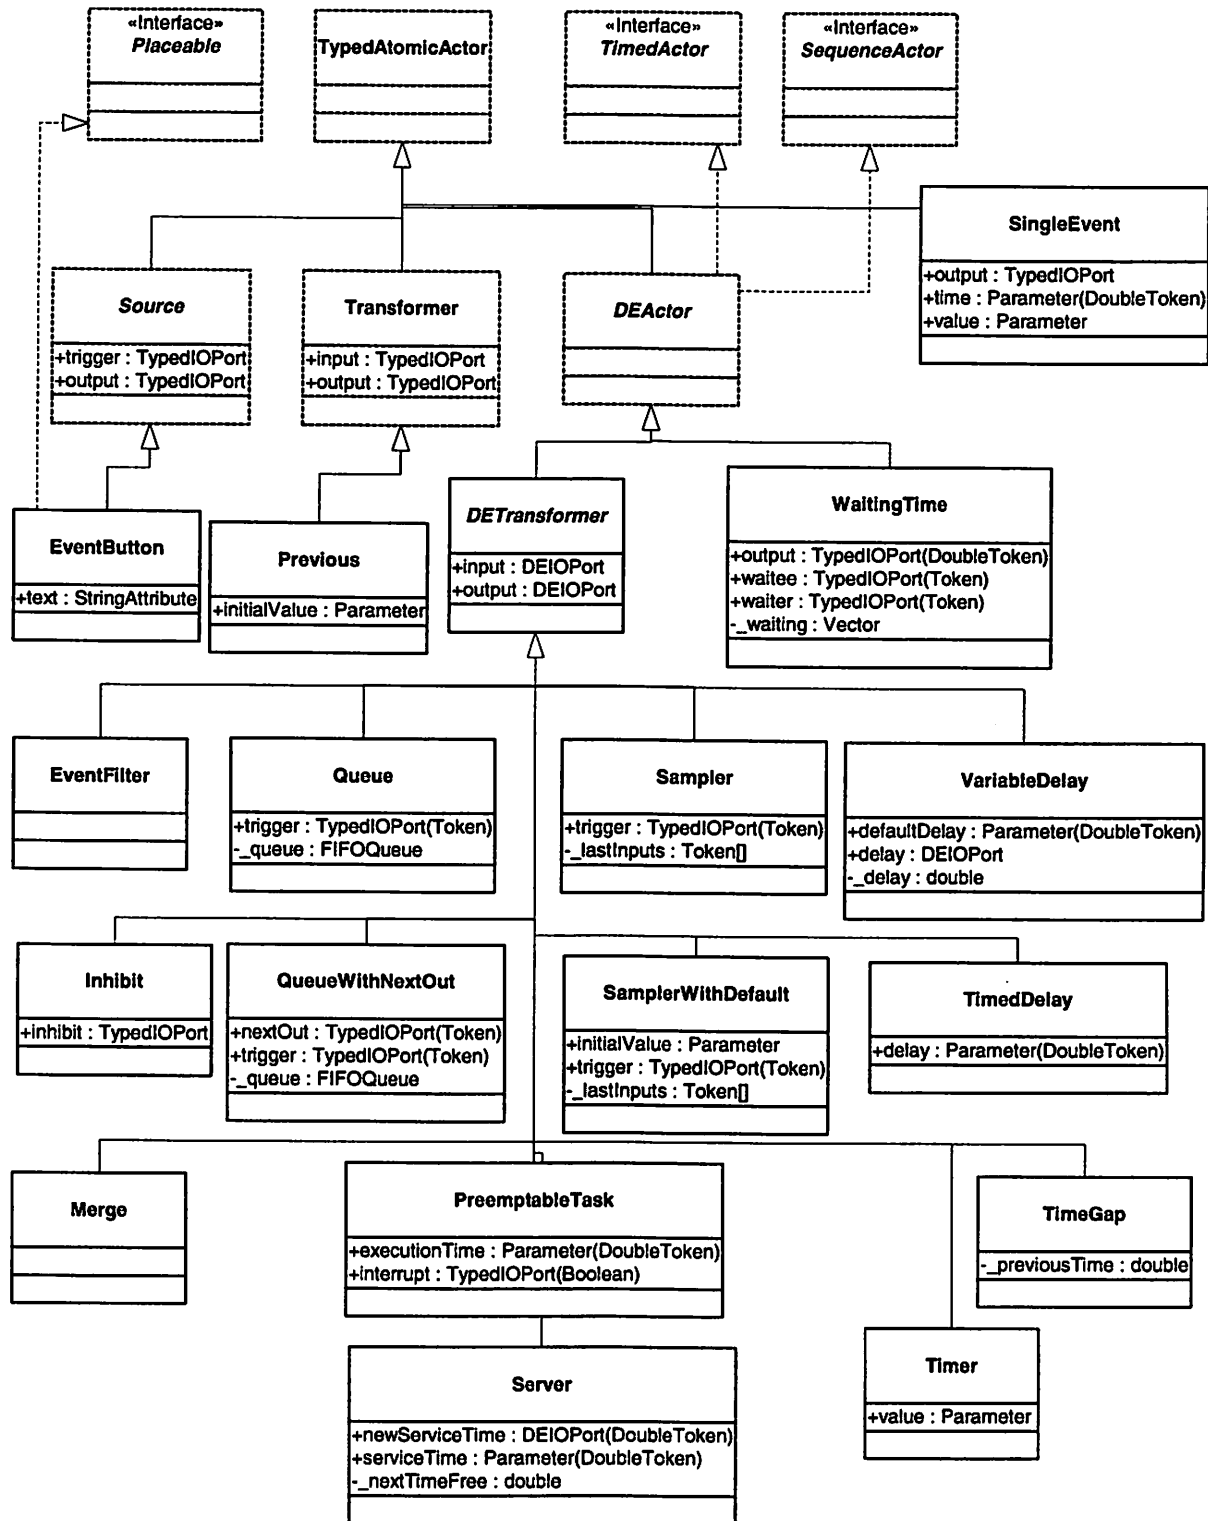 «Interface»
Placeable
TypedAtomicActor
«Interface»
TimedActor
«Interface»
SequenceActor
SingleEvent
+output : TypedIOPort
+time : Parameter(DoubleToken)
+value : Parameter
Source
+trigger : TypedIOPort
+output : TypedIOPort
Transformer
+input : TypedIOPort
+output : TypedIOPort
DEActor
EventButton
+text : StringAttribute
Previous
+initialValue : Parameter
DETransformer
+input : DEIOPort
+output : DEIOPort
WaitingTime
+output : TypedIOPort(DoubleToken)
+waitee : TypedIOPort(Token)
+waiter : TypedIOPort(Token)
-_waiting : Vector
EventFilter
Queue
+trigger : TypedIOPort(Token)
-_queue : FIFOQueue
Sampler
+trigger : TypedIOPort(Token)
-_lastInputs : Token[]
VariableDelay
+defaultDelay : Parameter(DoubleToken)
+delay : DEIOPort
-_delay : double
Inhibit
+inhibit : TypedIOPort
QueueWithNextOut
+nextOut : TypedIOPort(Token)
+trigger : TypedIOPort(Token)
-_queue : FIFOQueue
SamplerWithDefault
+initialValue : Parameter
+trigger : TypedIOPort(Token)
-_lastInputs : Token[]
TimedDelay
+delay : Parameter(DoubleToken)
Merge
PreemptableTask
+executionTime : Parameter(DoubleToken)
+interrupt : TypedIOPort(Boolean)
TimeGap
-_previousTime : double
Server
+newServiceTime : DEIOPort(DoubleToken)
+serviceTime : Parameter(DoubleToken)
-_nextTimeFree : double
Timer
+value : Parameter